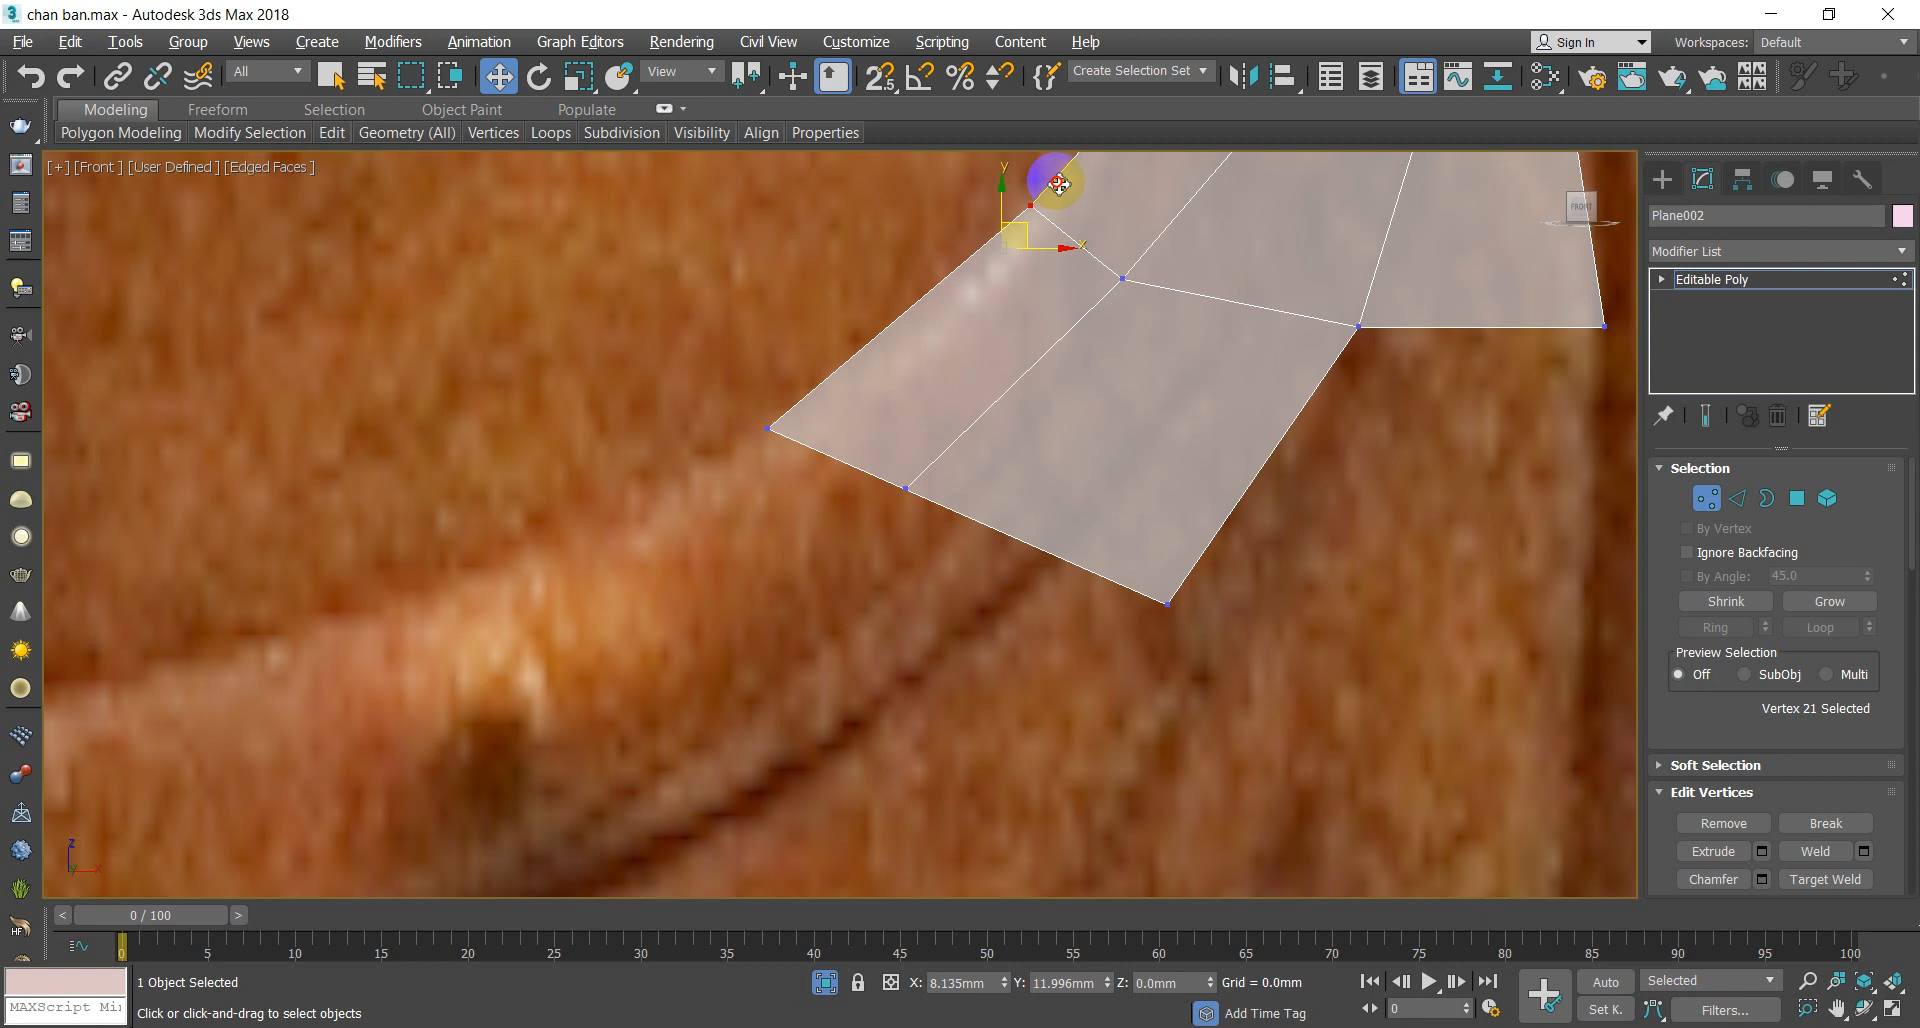 chan ban.max - Autodesk 3ds Max 2018
File Edit Tools Group Views Create Modifiers Animation Graph Editors Rendering Civil View Customize Scripting Content Help
Sign In Workspaces: Default
All View Create Selection Set
Modeling Freeform Selection Object Paint Populate
Polygon Modeling Modify Selection Edit Geometry (All) Vertices Loops Subdivision Visibility Align Properties
[+] [Front ] [User Defined ] [Edged Faces ]
y
x
FRONT
z
y
x
Plane002
Modifier List
Editable Poly
Selection
By Vertex
Ignore Backfacing
By Angle: 45.0
Shrink Grow
Ring Loop
Preview Selection
Off SubObj Multi
Vertex 21 Selected
Soft Selection
Edit Vertices
Remove Break
Extrude Weld
Chamfer Target Weld
HF
< 0 / 100 >
0 5 10 15 20 25 30 35 40 45 50 55 60 65 70 75 80 85 90 95 100
1 Object Selected X: 8.135mm Y: 11.996mm Z: 0.0mm Grid = 0.0mm Auto Selected
MAXScript Mi
Click or click-and-drag to select objects Add Time Tag 0 Set K. Filters...